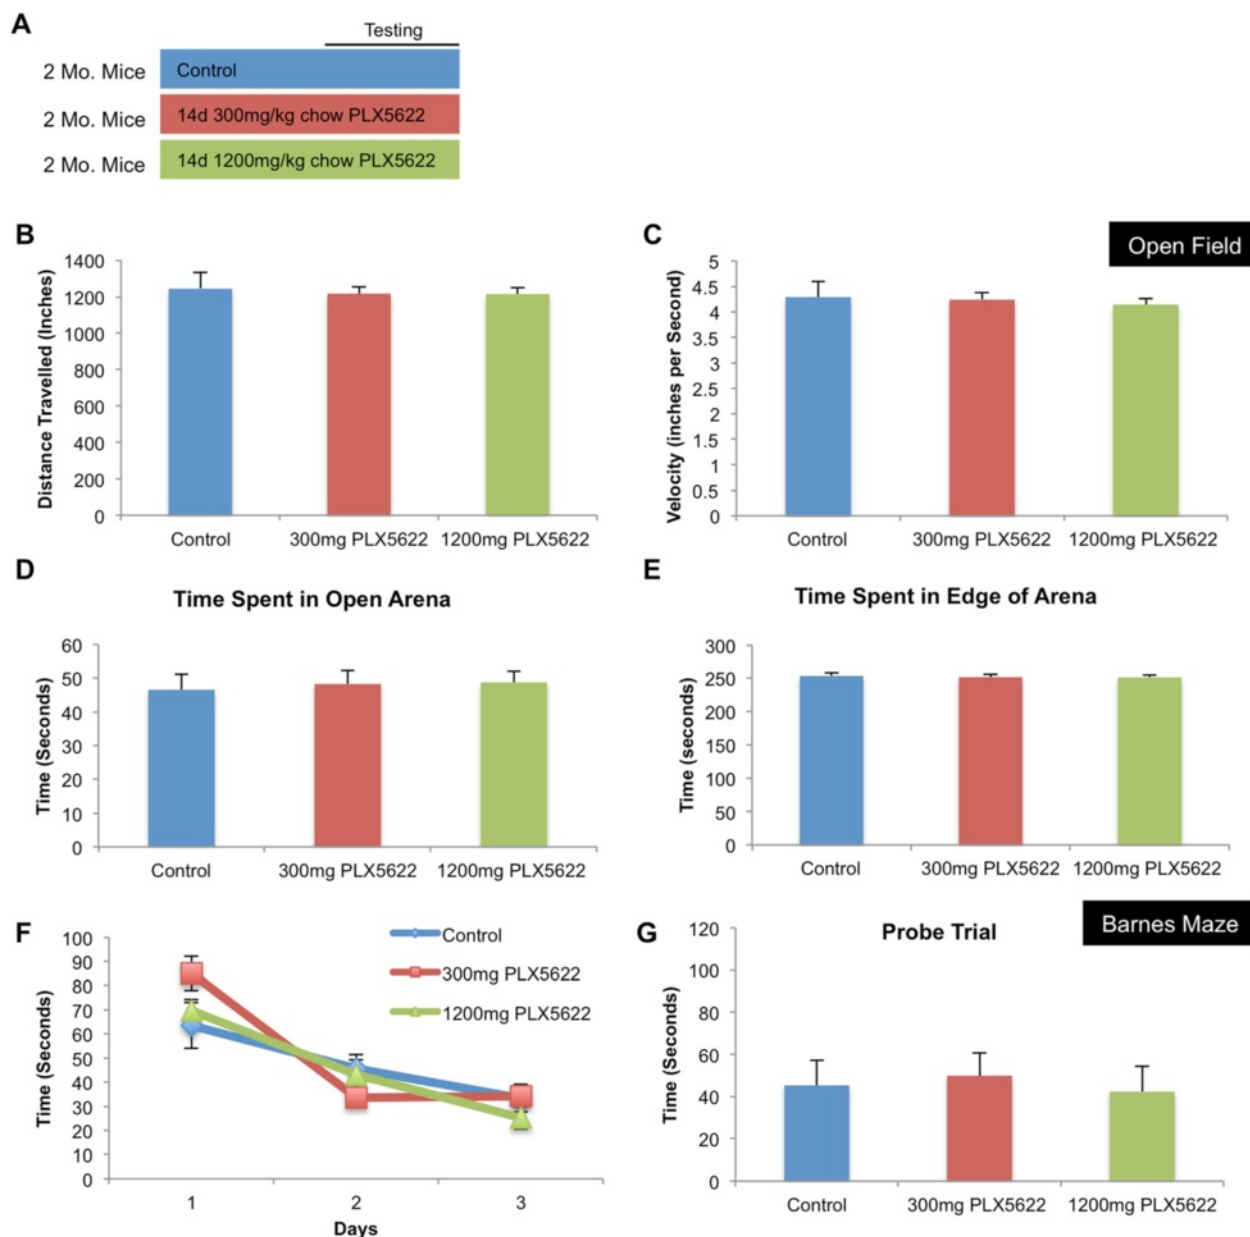 A
Testing
2 Mo. Mice
Control
2 Mo. Mice
14d 300mg/kg chow PLX5622
2 Mo. Mice
14d 1200mg/kg chow PLX5622
B
Distance Travelled (Inches)
1400
1200
1000
800
600
400
200
0
Control
300mg PLX5622
1200mg PLX5622
C
Open Field
Velocity (inches per Second)
5
4.5
4
3.5
3
2.5
2
1.5
1
0.5
0
Control
300mg PLX5622
1200mg PLX5622
D
Time Spent in Open Arena
Time (Seconds)
60
50
40
30
20
10
0
Control
300mg PLX5622
1200mg PLX5622
E
Time Spent in Edge of Arena
Time (seconds)
300
250
200
150
100
50
0
Control
300mg PLX5622
1200mg PLX5622
F
Time (Seconds)
100
90
80
70
60
50
40
30
20
10
0
Control
300mg PLX5622
1200mg PLX5622
1
2
3
Days
G
Probe Trial
Barnes Maze
Time (Seconds)
120
100
80
60
40
20
0
Control
300mg PLX5622
1200mg PLX5622